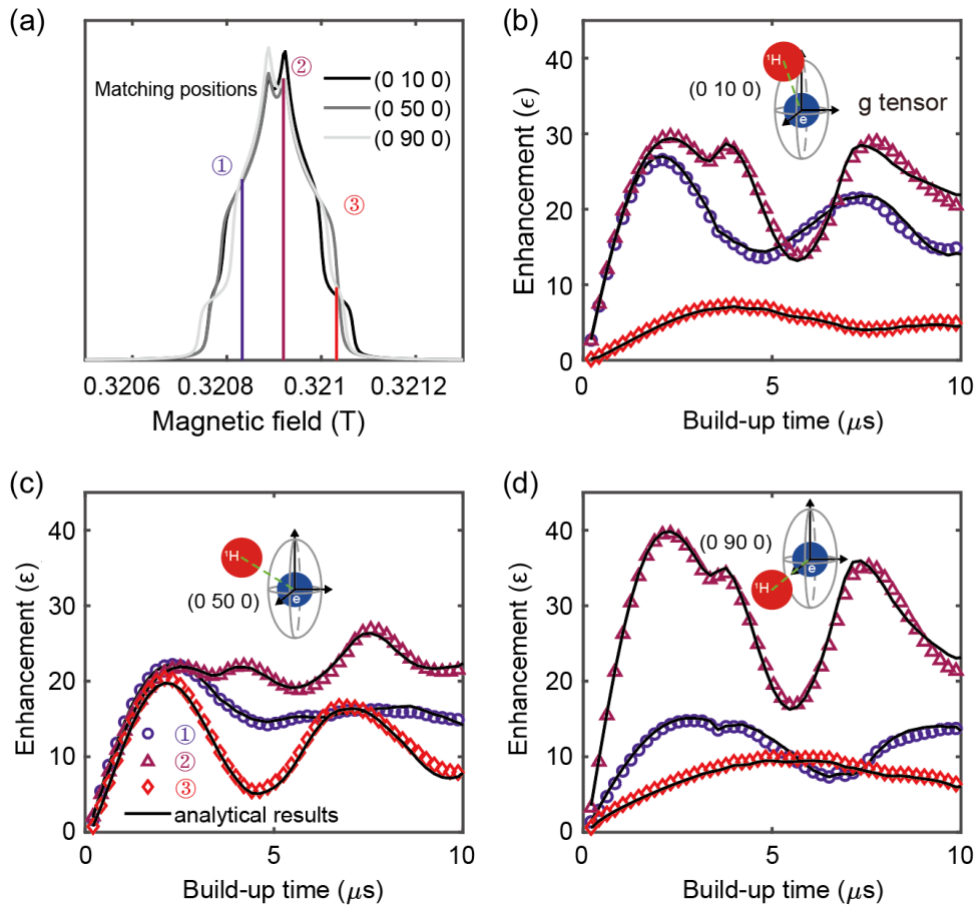 (a)
Matching positions
①
②
③
(0 10 0)
(0 50 0)
(0 90 0)
0.3206
0.3208
0.321
0.3212
Magnetic field (T)
(b)
Enhancement (ϵ)
40
30
20
10
0
¹H
e
(0 10 0)
g tensor
0
5
10
Build-up time (μs)
(c)
Enhancement (ε)
40
30
20
10
0
¹H
e
(0 50 0)
①
②
③
analytical results
0
5
10
Build-up time (μs)
(d)
Enhancement (ε)
40
30
20
10
0
(0 90 0)
¹H
e
0
5
10
Build-up time (μs)